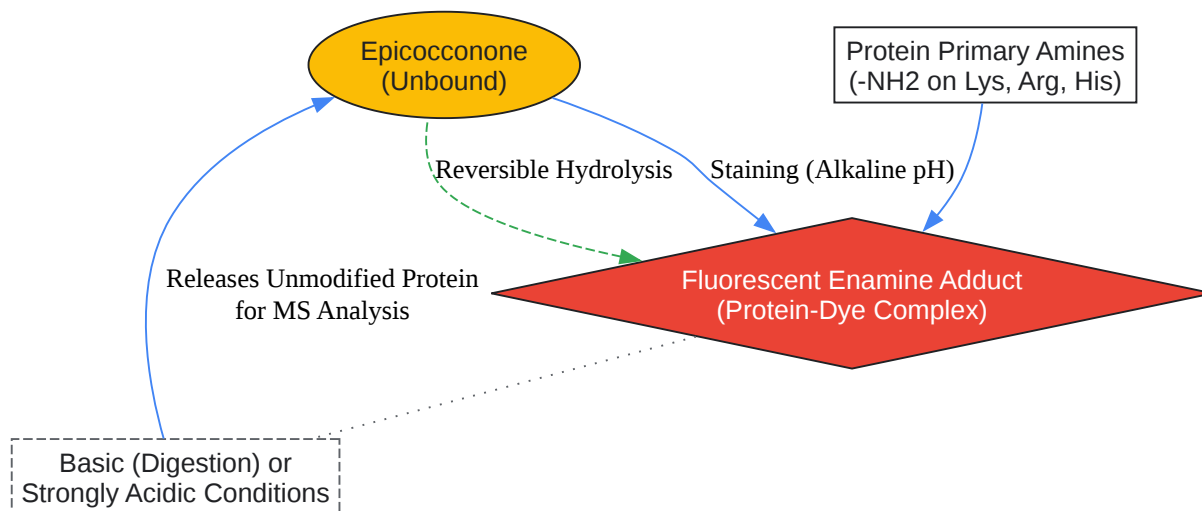 Epicocconone
(Unbound)
Protein Primary Amines
(-NH2 on Lys, Arg, His)
Reversible Hydrolysis
Staining (Alkaline pH)
Releases Unmodified Protein
for MS Analysis
Fluorescent Enamine Adduct
(Protein-Dye Complex)
Basic (Digestion) or
Strongly Acidic Conditions